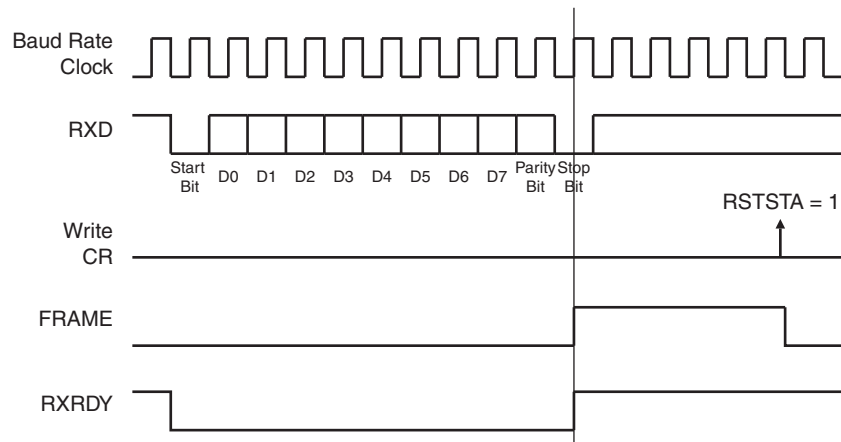 Baud Rate
Clock
RXD
Start
Bit
D0
D1
D2
D3
D4
D5
D6
D7
Parity
Bit
Stop
Bit
RSTSTA = 1
Write
CR
FRAME
RXRDY